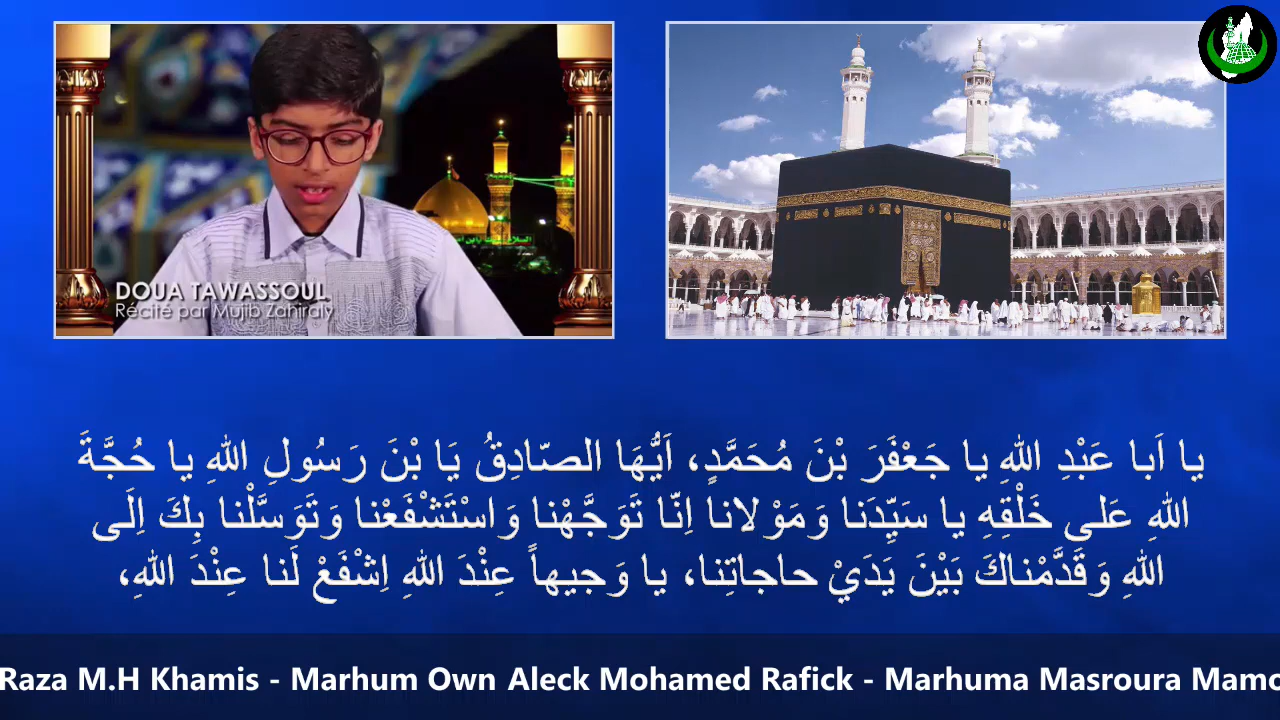 DOUA TAWASSOUL
Récité par Mujib Zahiraly
يا اَبا عَبْدِ اللهِ يا جَعْفَرَ بْنَ مُحَمَّدٍ، اَيُّهَا الصّادِقُ يَا بْنَ رَسُولِ اللهِ يا حُجَّةَ
اللهِ عَلى خَلْقِهِ يا سَيِّدَنا وَمَوْلانا اِنّا تَوَجَّهْنا وَاسْتَشْفَعْنا وَتَوَسَّلْنا بِكَ اِلَى
اللهِ وَقَدَّمْناكَ بَيْنَ يَدَيْ حاجاتِنا، يا وَجيهاً عِنْدَ اللهِ اِشْفَعْ لَنا عِنْدَ اللهِ،
Raza M.H Khamis - Marhum Own Aleck Mohamed Rafick - Marhuma Masroura Mamo